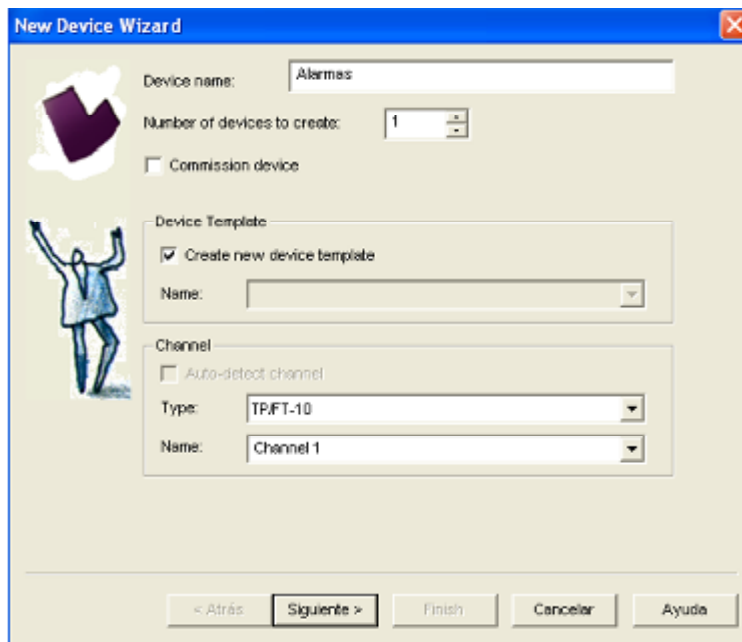 New Device Wizard
Device name: Alarmas
Number of devices to create: 1
Commission device
Device Template
Create new device template
Name:
Channel
Auto-detect channel
Type: TP/FT-10
Name: Channel 1
< Atrás Siguiente > Finish Cancelar Ayuda